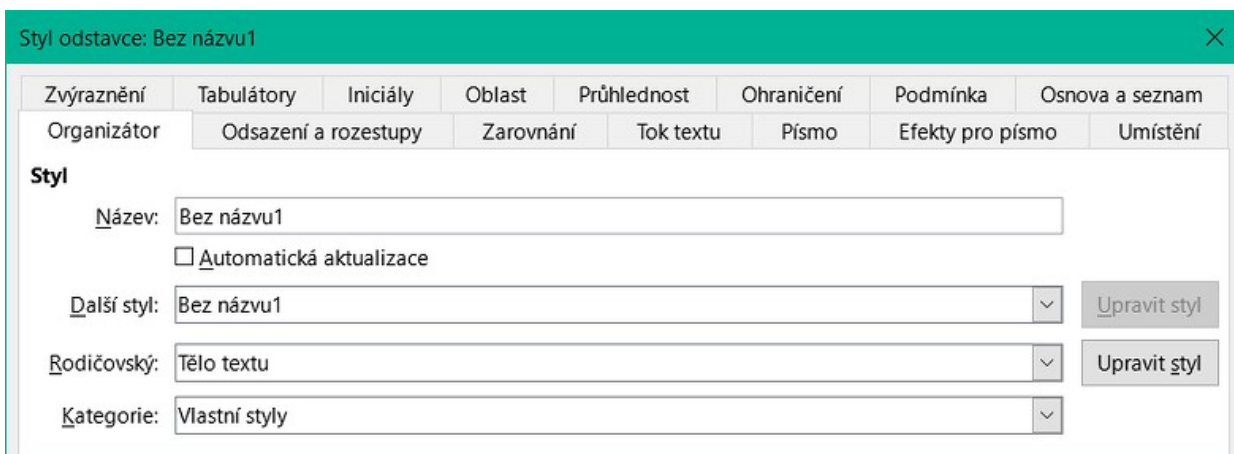 Styl odstavce: Bez názvu1
Zvýraznění Tabulátory Iniciály Oblast Průhlednost Ohraničení Podmínka Osnova a seznam
Organizátor Odsazení a rozestupy Zarovnání Tok textu Písmo Efekty pro písmo Umístění
Styl
Název: Bez názvu1
Automatická aktualizace
Další styl: Bez názvu1 Upravit styl
Rodičovský: Tělo textu Upravit styl
Kategorie: Vlastní styly